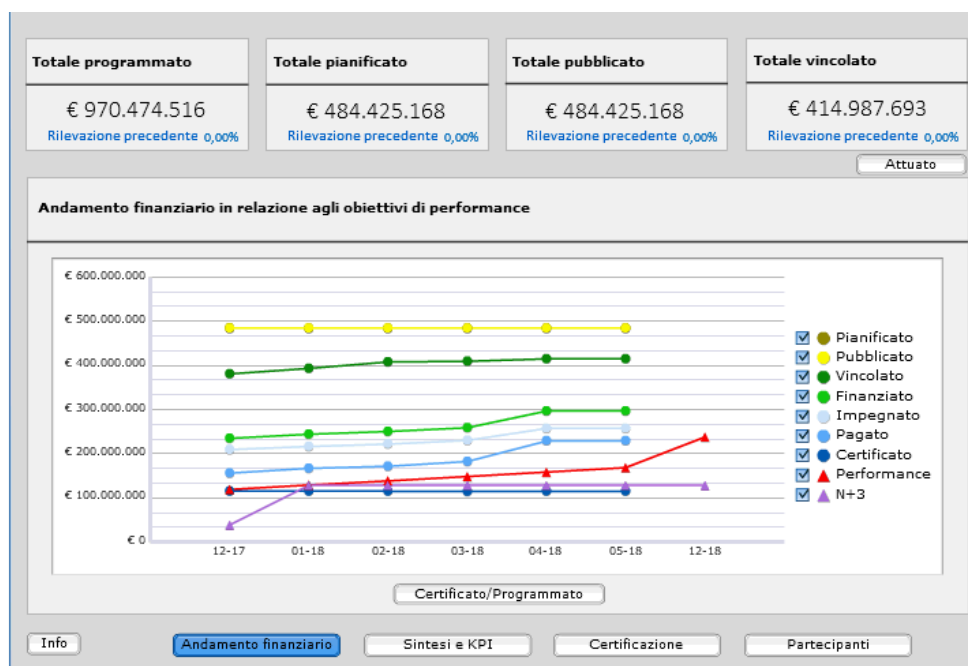 Totale programmato
€ 970.474.516
Rilevazione precedente 0,00%
Totale pianificato
€ 484.425.168
Rilevazione precedente 0,00%
Totale pubblicato
€ 484.425.168
Rilevazione precedente 0,00%
Totale vincolato
€ 414.987.693
Rilevazione precedente 0,00%
Attuato
Andamento finanziario in relazione agli obiettivi di performance
€ 600.000.000
€ 500.000.000
€ 400.000.000
€ 300.000.000
€ 200.000.000
€ 100.000.000
€ 0
12-17 01-18 02-18 03-18 04-18 05-18 12-18
Pianificato
Pubblicato
Vincolato
Finanziato
Impegnato
Pagato
Certificato
Performance
N+3
Certificato/Programmato
Info Andamento finanziario Sintesi e KPI Certificazione Partecipanti